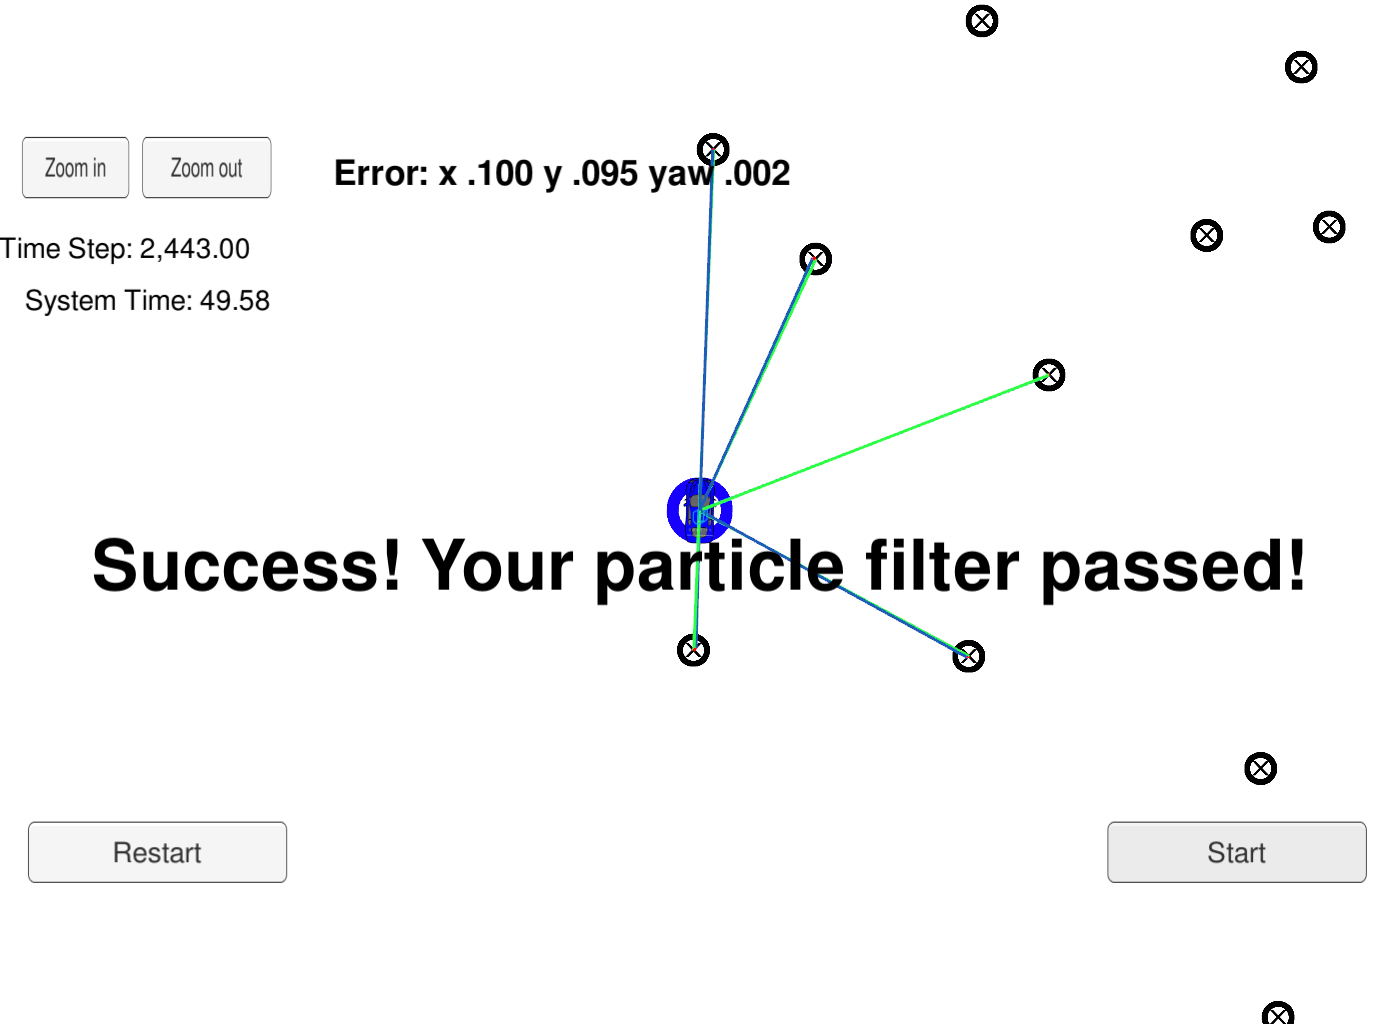 Zoom in
Zoom out
Error: x .100 y .095 yaw .002
Time Step: 2,443.00
System Time: 49.58
Success! Your particle filter passed!
Restart
Start